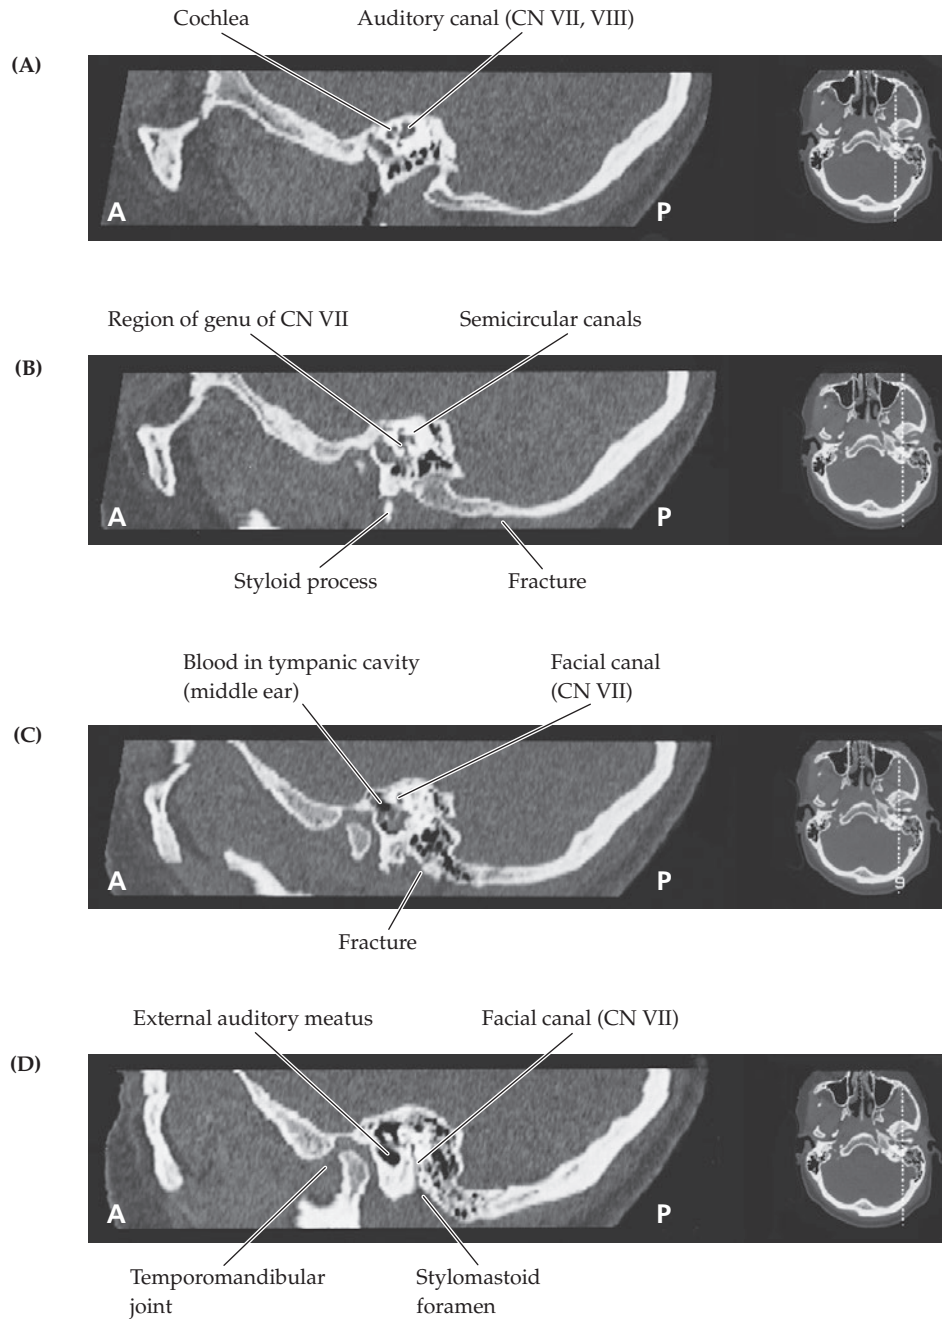 Cochlea
Auditory canal (CN VII, VIII)
(A)
A
P
Region of genu of CN VII
Semicircular canals
(B)
A
P
Styloid process
Fracture
Blood in tympanic cavity
(middle ear)
Facial canal
(CN VII)
(C)
A
P
9
Fracture
External auditory meatus
Facial canal (CN VII)
(D)
A
P
Temporomandibular
joint
Stylomastoid
foramen